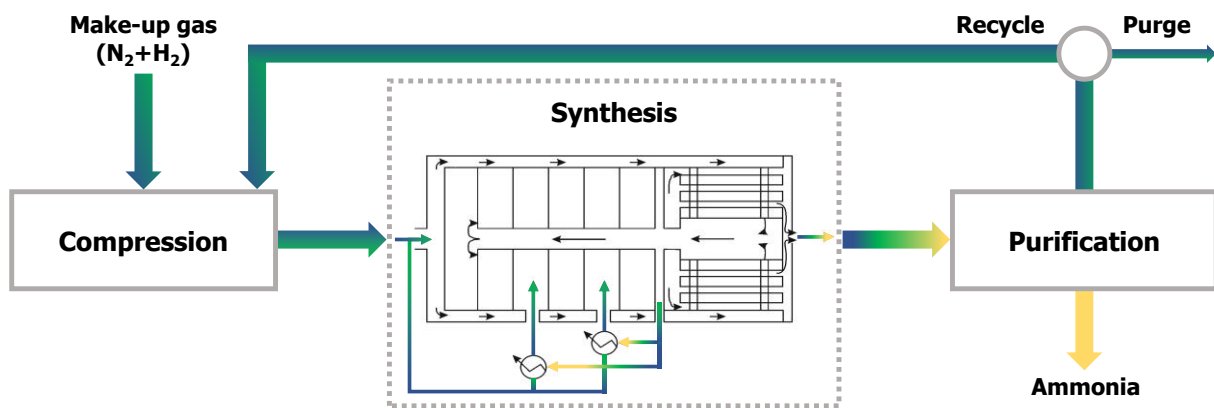 Make-up gas
(N₂+H₂)
Recycle
Purge
Synthesis
Compression
Purification
Ammonia